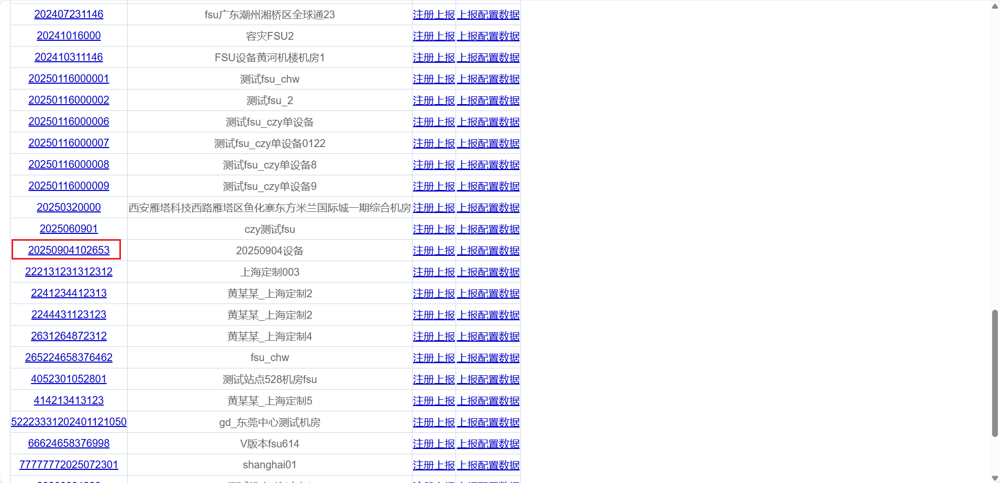 202407231146 fsu广东潮州湘桥区全球通23 注册上报 上报配置数据
20241016000 容灾FSU2 注册上报 上报配置数据
202410311146 FSU设备黄河机楼机房1 注册上报 上报配置数据
20250116000001 测试fsu_chw 注册上报 上报配置数据
20250116000002 测试fsu_2 注册上报 上报配置数据
20250116000006 测试fsu_czy单设备 注册上报 上报配置数据
20250116000007 测试fsu_czy单设备0122 注册上报 上报配置数据
20250116000008 测试fsu_czy单设备8 注册上报 上报配置数据
20250116000009 测试fsu_czy单设备9 注册上报 上报配置数据
20250320000 西安雁塔科技西路雁塔区鱼化寨东方米兰国际城一期综合机房 注册上报 上报配置数据
2025060901 czy测试fsu 注册上报 上报配置数据
20250904102653 20250904设备 注册上报 上报配置数据
222131231312312 上海定制003 注册上报 上报配置数据
2241234412313 黄某某_上海定制2 注册上报 上报配置数据
2244431123123 黄某某_上海定制2 注册上报 上报配置数据
2631264872312 黄某某_上海定制4 注册上报 上报配置数据
265224658376462 fsu_chw 注册上报 上报配置数据
4052301052801 测试站点528机房fsu 注册上报 上报配置数据
414213413123 黄某某_上海定制5 注册上报 上报配置数据
52223331202401121050 gd_东莞中心测试机房 注册上报 上报配置数据
66624658376998 V版本fsu614 注册上报 上报配置数据
77777772025072301 shanghai01 注册上报 上报配置数据